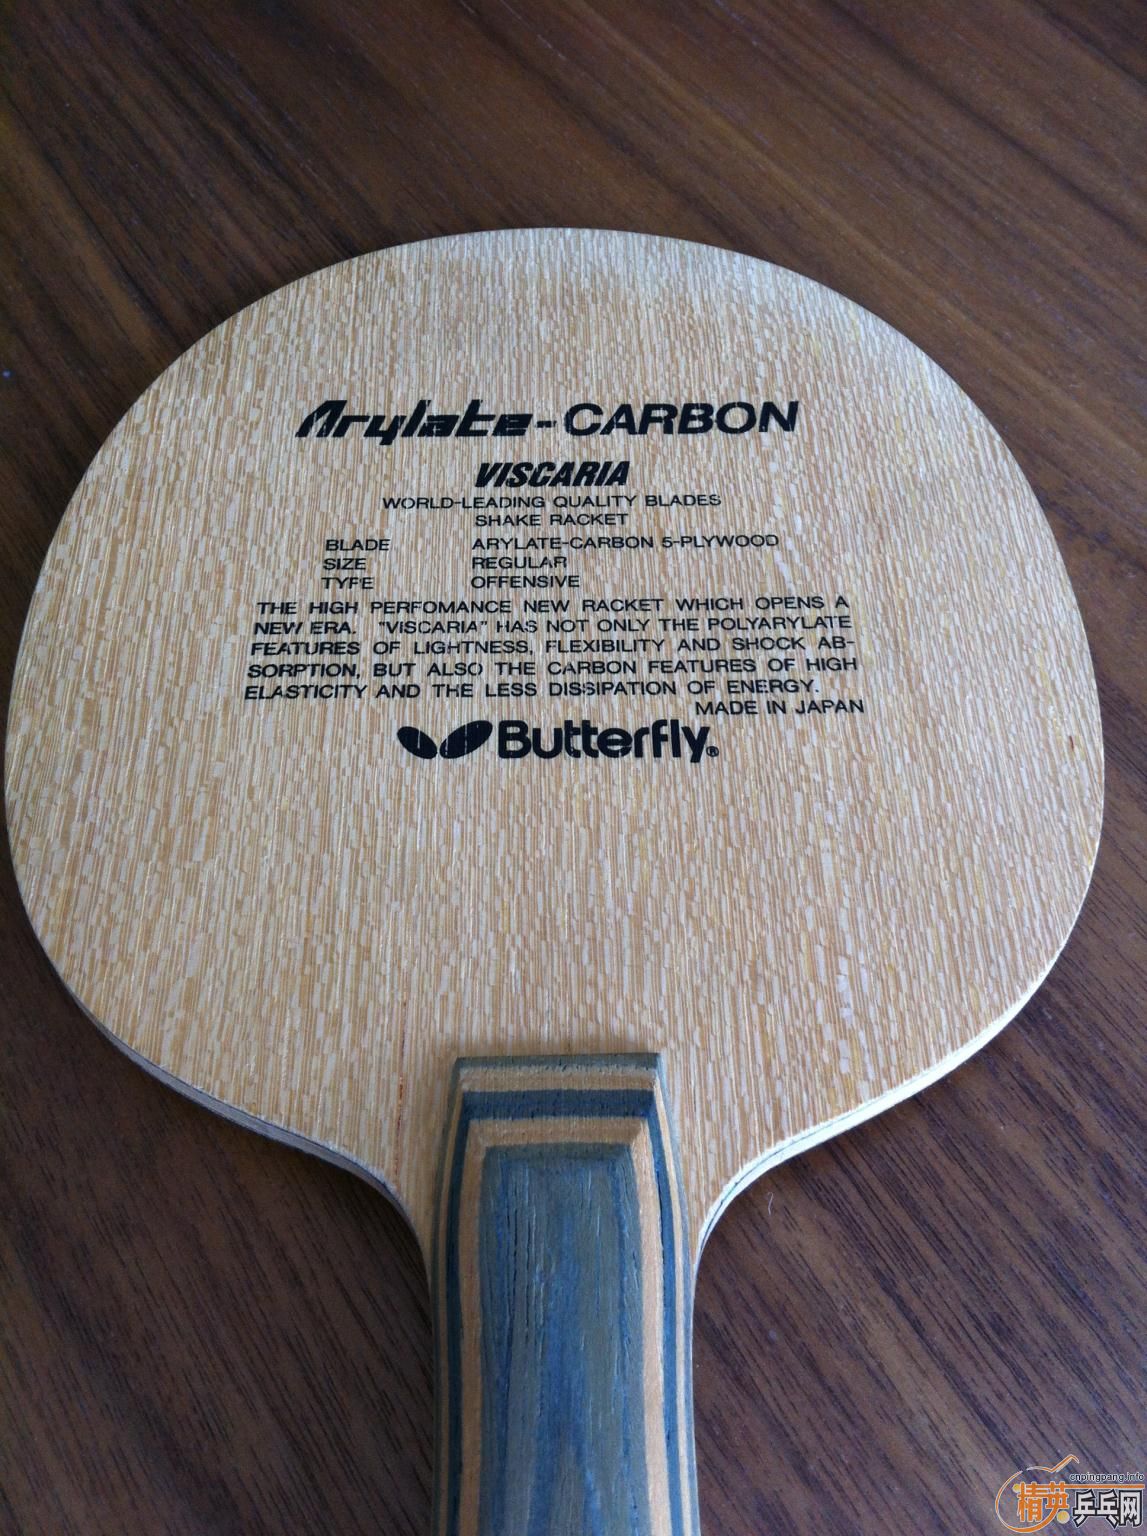 Arylate-CARBON
VISCARIA
WORLD-LEADING QUALITY BLADES
SHAKE RACKET
BLADE ARYLATE-CARBON 5-PLYWOOD
SIZE REGULAR
TYPE OFFENSIVE
THE HIGH PERFOMANCE NEW RACKET WHICH OPENS A
NEW ERA. "VISCARIA" HAS NOT ONLY THE POLYARYLATE
FEATURES OF LIGHTNESS, FLEXIBILITY AND SHOCK AB-
SORPTION, BUT ALSO THE CARBON FEATURES OF HIGH
ELASTICITY AND THE LESS DISSIPATION OF ENERGY.
MADE IN JAPAN
Butterfly®
cnpingpang.info
精英乒乓网